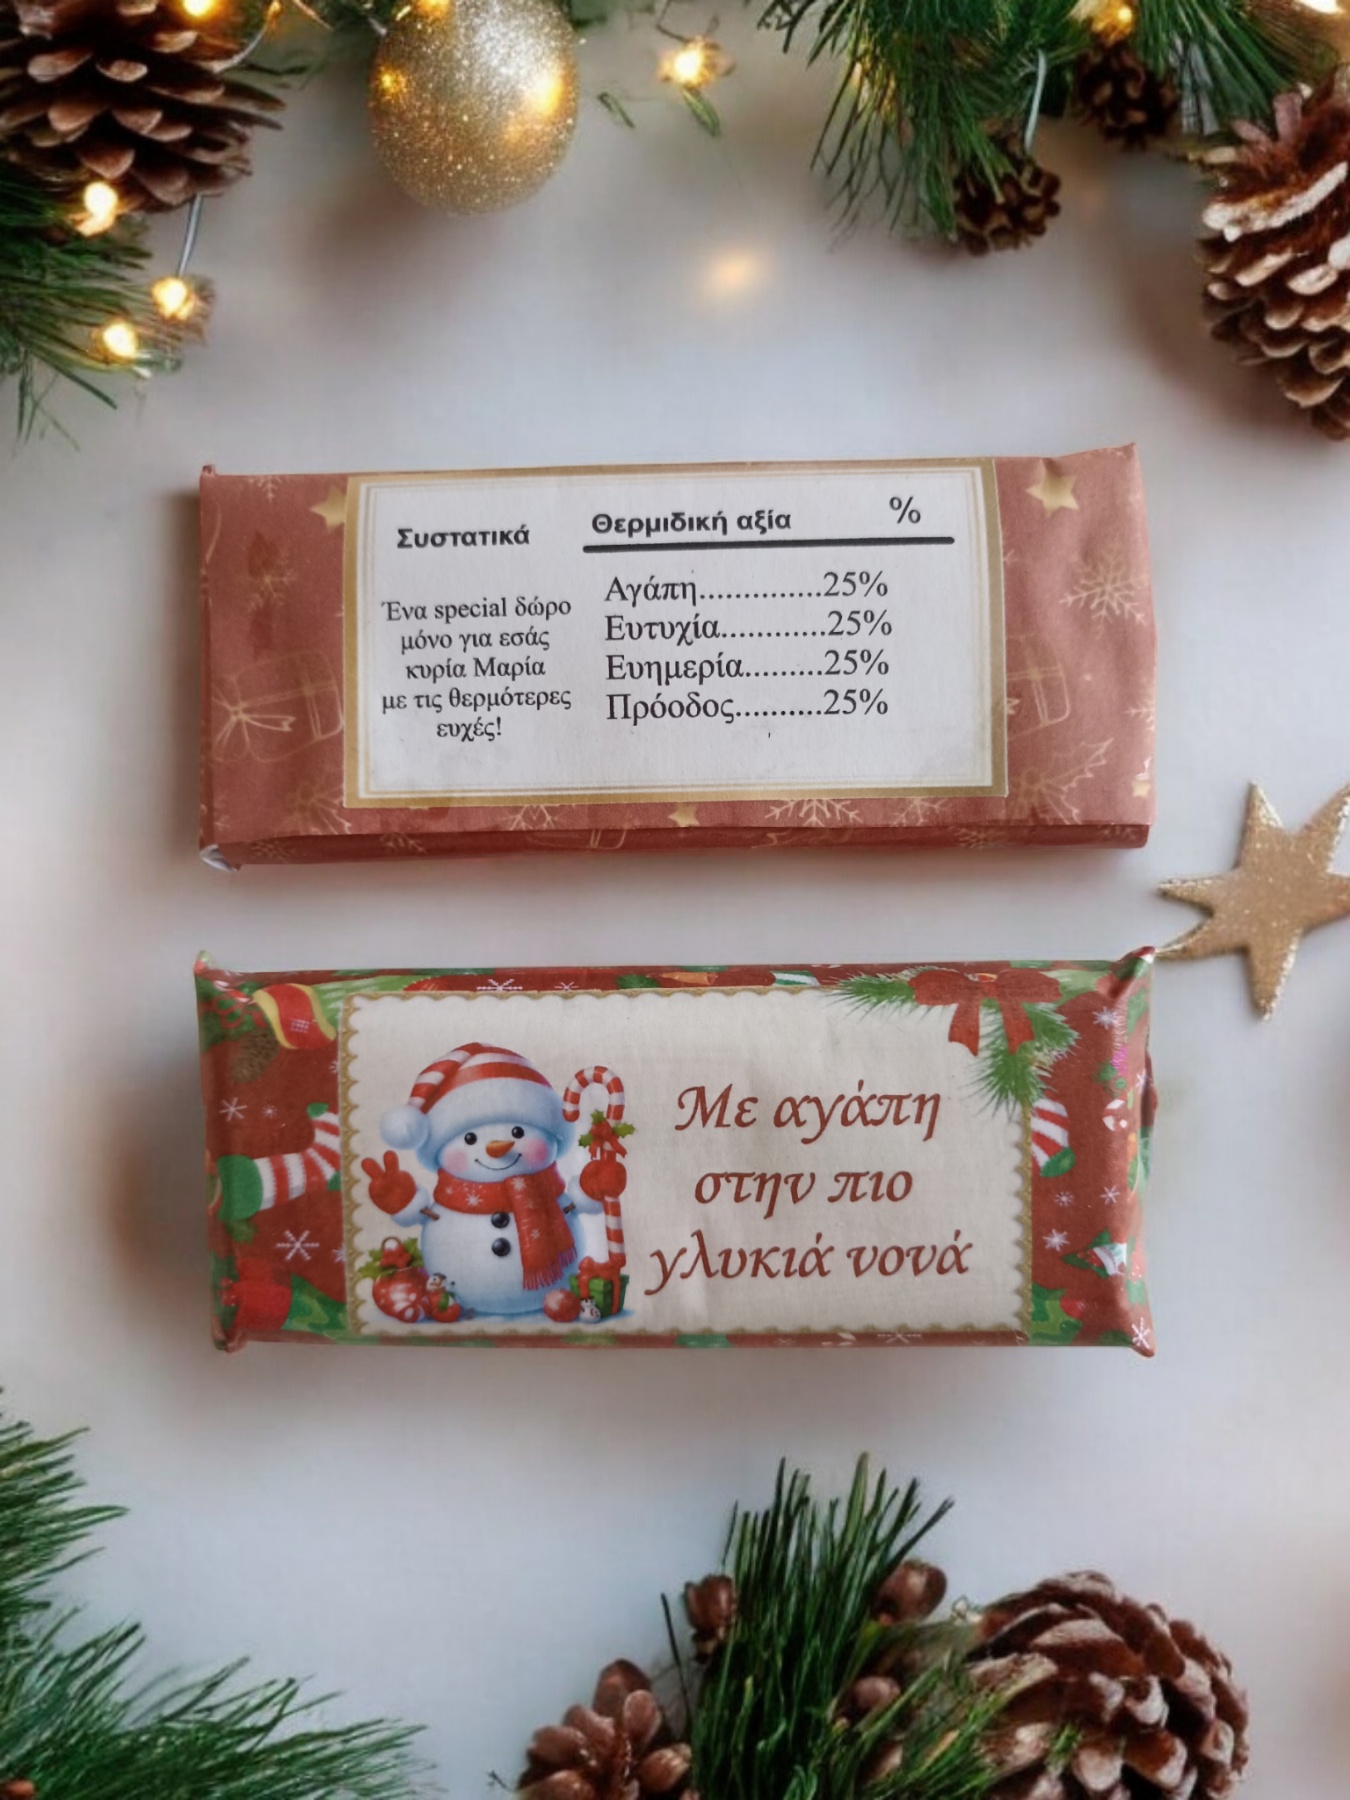 Συστατικά
Ένα special δώρο
μόνο για εσάς
κυρία Μαρία
με τις θερμότερες
ευχές!
Θερμιδική αξία %
Αγάπη..............25%
Ευτυχία............25%
Ευημερία.........25%
Πρόοδος..........25%
Με αγάπη
στην πιο
γλυκιά νονά